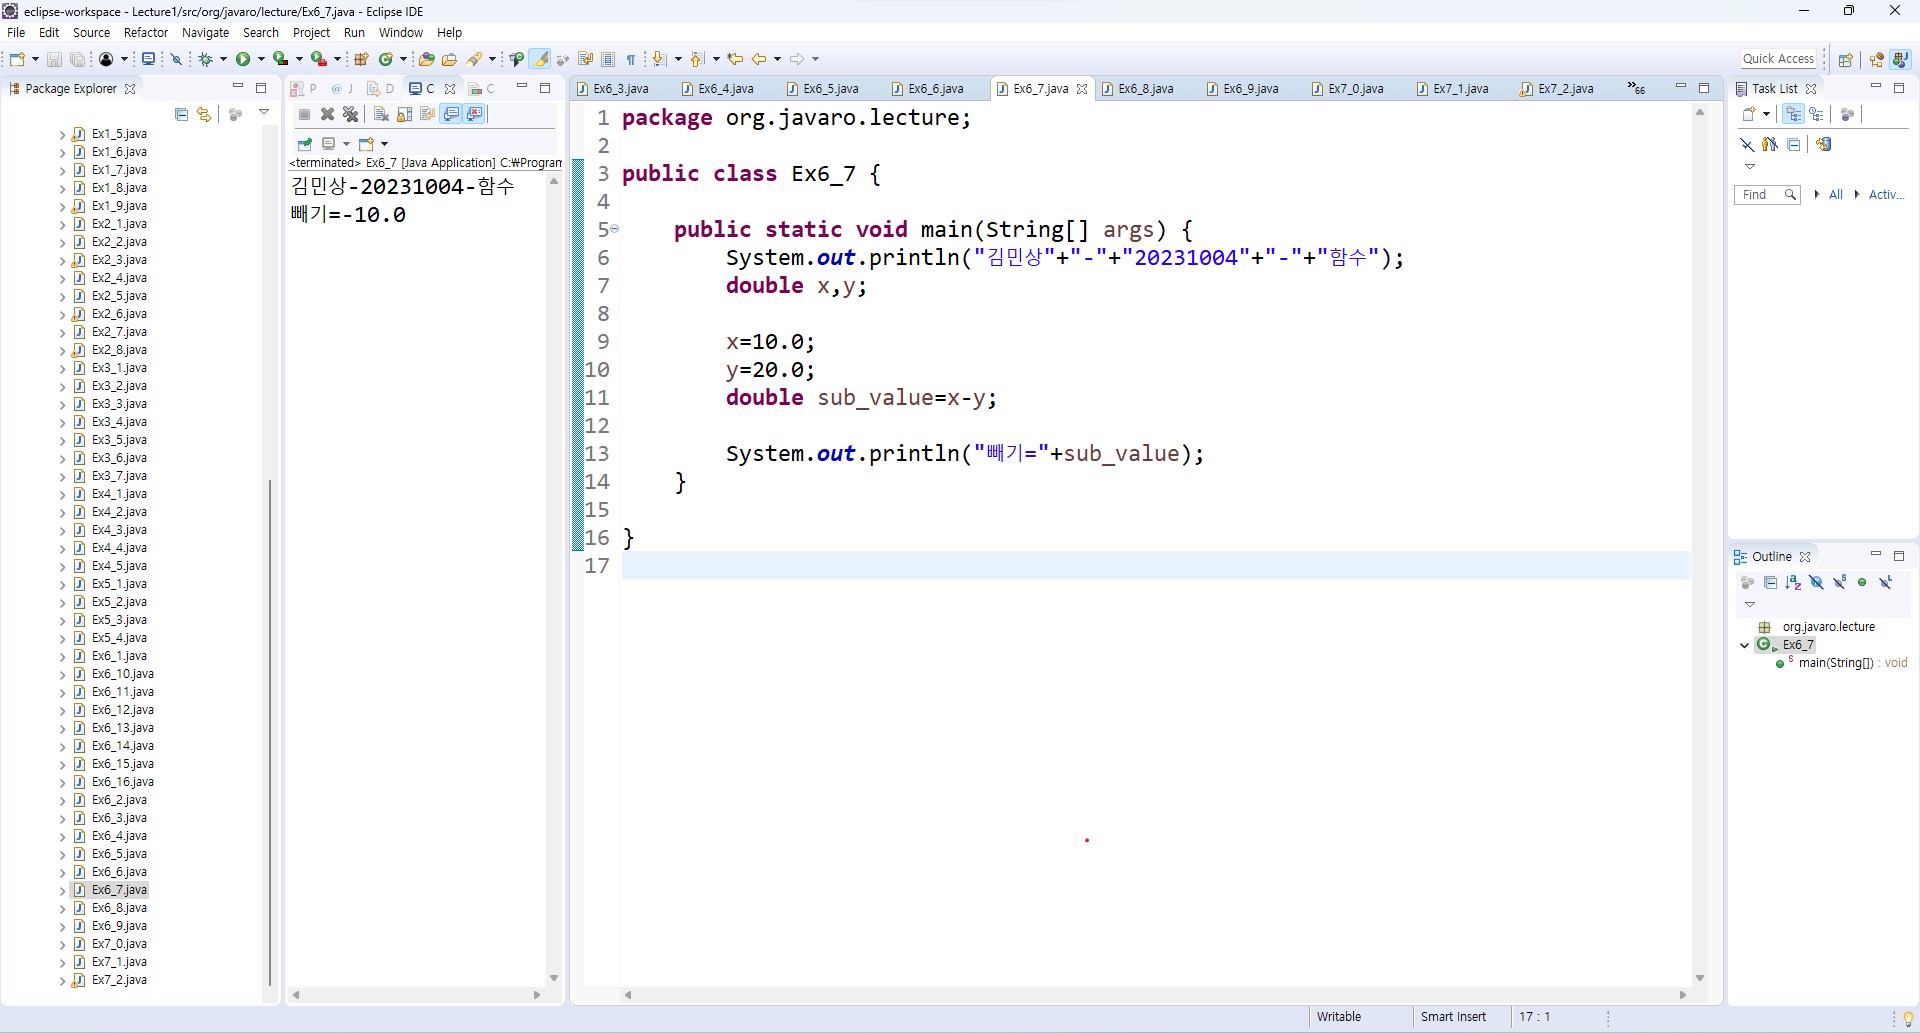 eclipse-workspace - Lecture1/src/org/javaro/lecture/Ex6_7.java - Eclipse IDE
File Edit Source Refactor Navigate Search Project Run Window Help
Quick Access
Package Explorer
Ex1_5.java
Ex1_6.java
Ex1_7.java
Ex1_8.java
Ex1_9.java
Ex2_1.java
Ex2_2.java
Ex2_3.java
Ex2_4.java
Ex2_5.java
Ex2_6.java
Ex2_7.java
Ex2_8.java
Ex3_1.java
Ex3_2.java
Ex3_3.java
Ex3_4.java
Ex3_5.java
Ex3_6.java
Ex3_7.java
Ex4_1.java
Ex4_2.java
Ex4_3.java
Ex4_4.java
Ex4_5.java
Ex5_1.java
Ex5_2.java
Ex5_3.java
Ex5_4.java
Ex6_1.java
Ex6_10.java
Ex6_11.java
Ex6_12.java
Ex6_13.java
Ex6_14.java
Ex6_15.java
Ex6_16.java
Ex6_2.java
Ex6_3.java
Ex6_4.java
Ex6_5.java
Ex6_6.java
Ex6_7.java
Ex6_8.java
Ex6_9.java
Ex7_0.java
Ex7_1.java
Ex7_2.java
P @ J D C C
<terminated> Ex6_7 [Java Application] C:₩Program
김민상-20231004-함수
빼기=-10.0
Ex6_3.java Ex6_4.java Ex6_5.java Ex6_6.java Ex6_7.java Ex6_8.java Ex6_9.java Ex7_0.java Ex7_1.java Ex7_2.java »66
1 package org.javaro.lecture;
2
3 public class Ex6_7 {
4
5 public static void main(String[] args) {
6 System.out.println("김민상"+"-"+"20231004"+"-"+"함수");
7 double x,y;
8
9 x=10.0;
10 y=20.0;
11 double sub_value=x-y;
12
13 System.out.println("빼기="+sub_value);
14 }
15
16 }
17
Task List
Find All Activ...
Outline
org.javaro.lecture
Ex6_7
main(String[]) : void
Writable Smart Insert 17 : 1